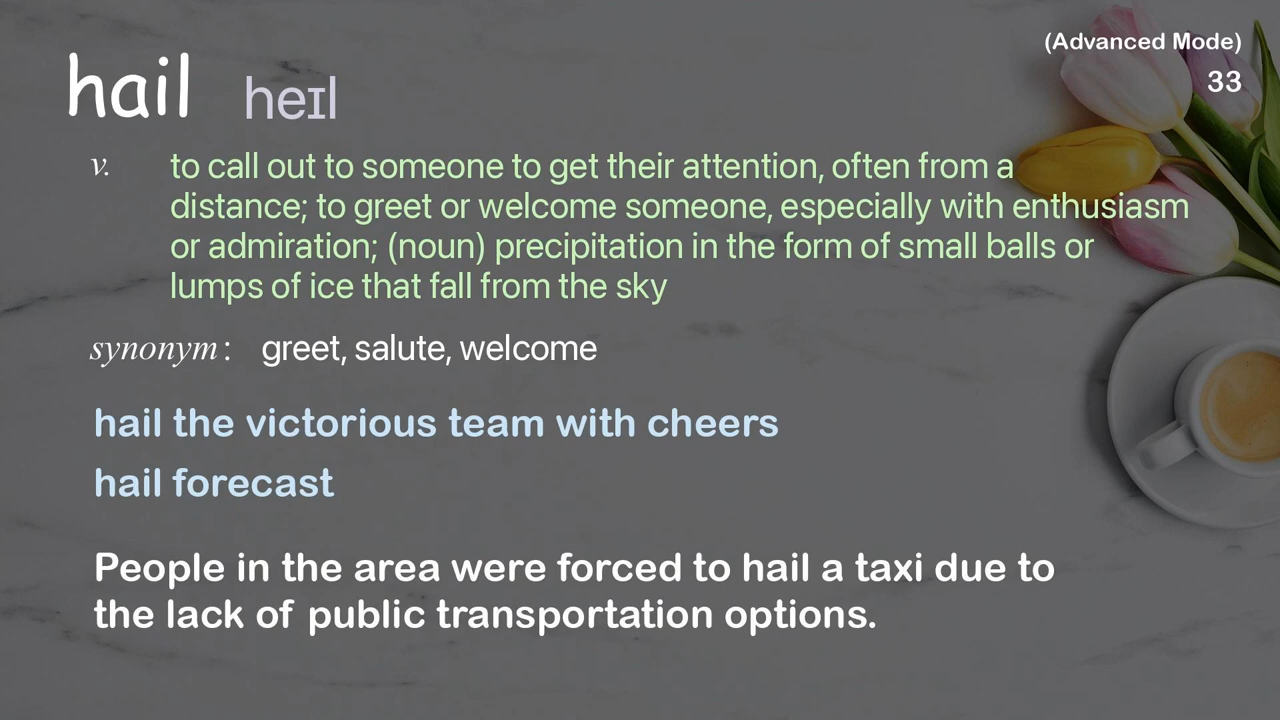 (Advanced Mode)
33
hail heɪl
v. to call out to someone to get their attention, often from a
distance; to greet or welcome someone, especially with enthusiasm
or admiration; (noun) precipitation in the form of small balls or
lumps of ice that fall from the sky
synonym: greet, salute, welcome
hail the victorious team with cheers
hail forecast
People in the area were forced to hail a taxi due to
the lack of public transportation options.